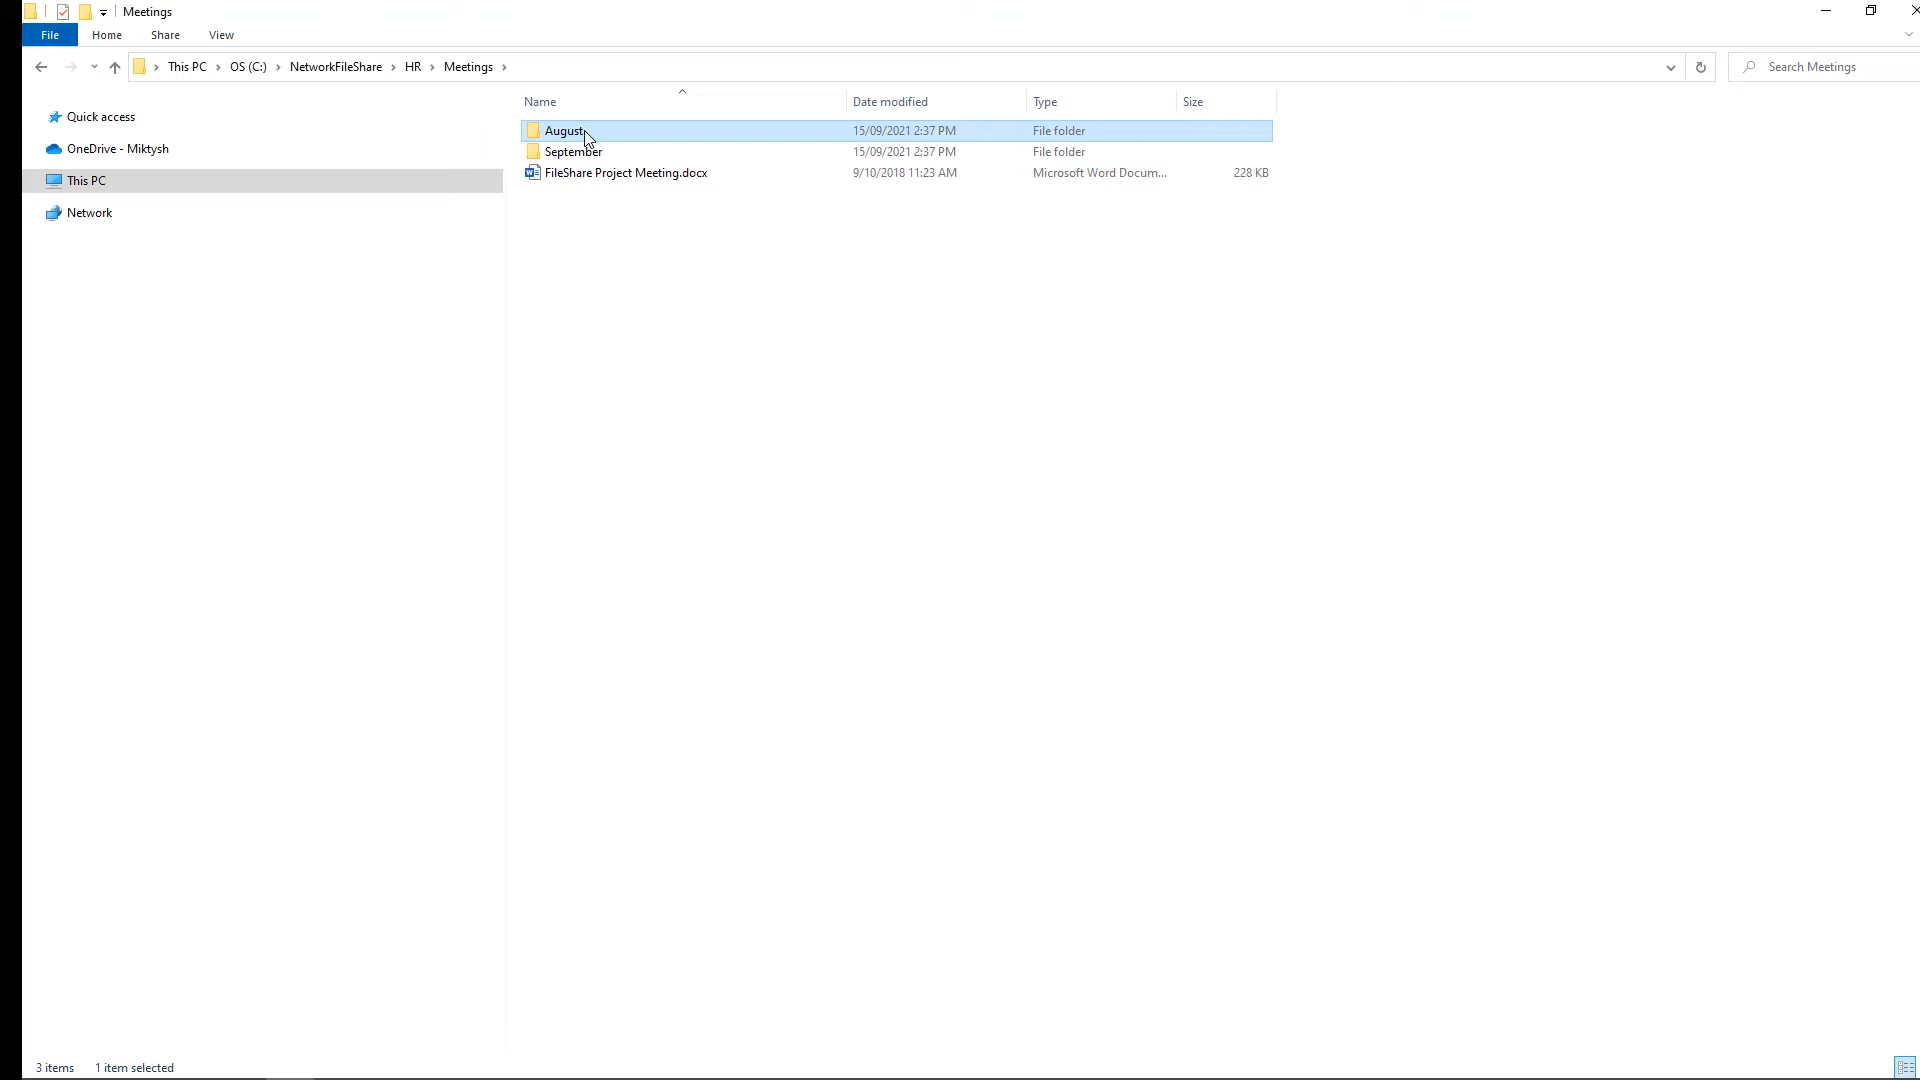 Meetings
File Home Share View
This PC OS (C:) NetworkFileShare HR Meetings
Search Meetings
Name Date modified Type Size
Quick access
OneDrive - Miktysh
This PC
Network
August 15/09/2021 2:37 PM File folder
September 15/09/2021 2:37 PM File folder
FileShare Project Meeting.docx 9/10/2018 11:23 AM Microsoft Word Docum... 228 KB
3 items 1 item selected